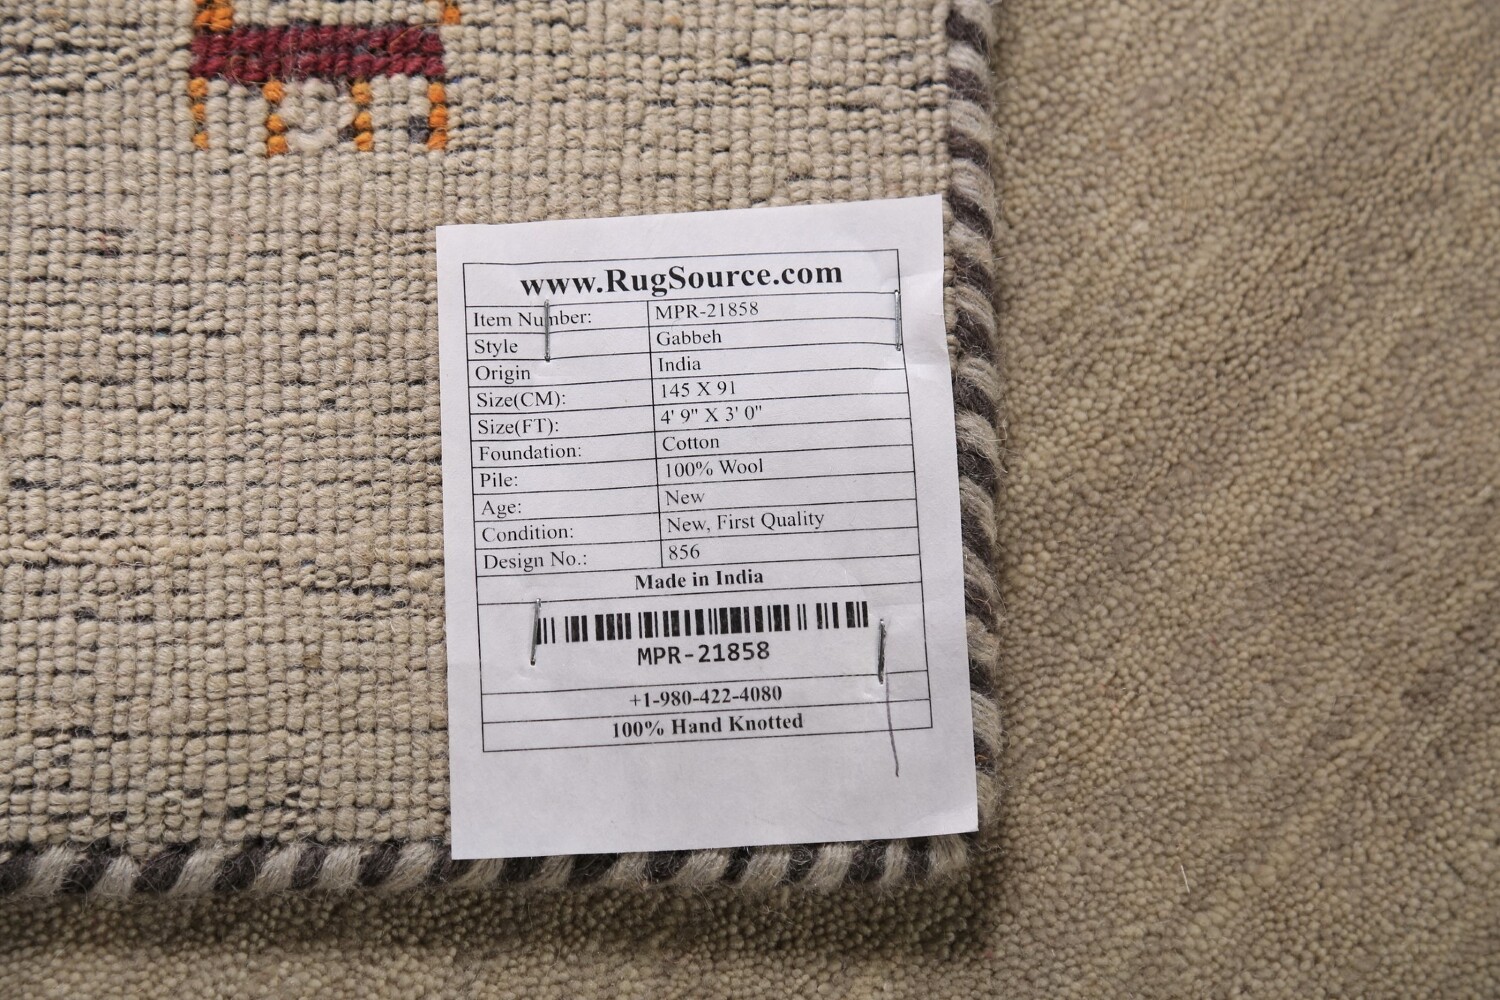 www.RugSource.com
Item Number: MPR-21858
Style Gabbeh
Origin India
Size(CM): 145 X 91
Size(FT): 4' 9" X 3' 0"
Foundation: Cotton
Pile: 100% Wool
Age: New
Condition: New, First Quality
Design No.: 856
Made in India
MPR-21858
+1-980-422-4080
100% Hand Knotted